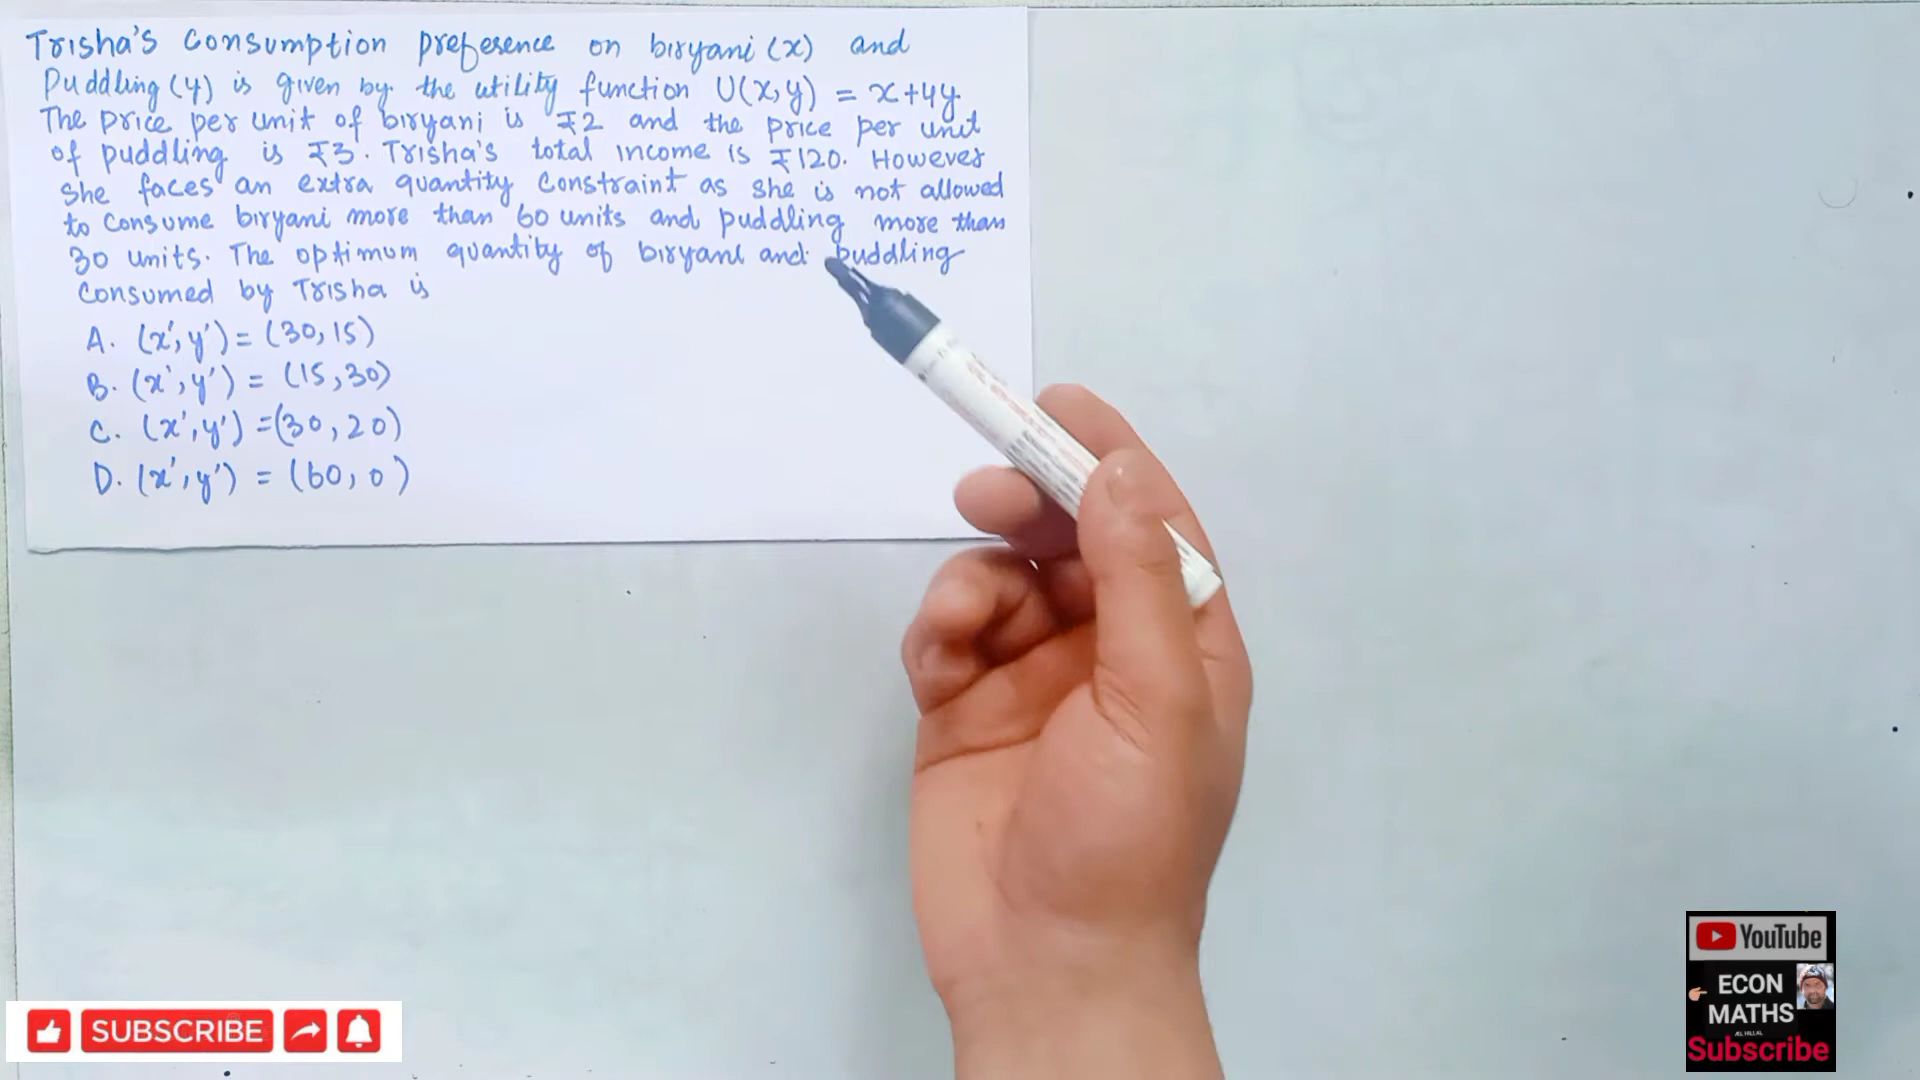 Trisha's Consumption preference on biryani (x) and
Puddling (y) is given by the utility function U(x,y) = x+4y
The price per unit of biryani is ₹2 and the price per unit
of puddling is ₹3. Trisha's total income is ₹120. However
She faces an extra quantity constraint as she is not allowed
to consume biryani more than 60 units and puddling more than
30 units. The optimum quantity of biryani and puddling
Consumed by Trisha is
A. (x', y') = (30, 15)
B. (x', y') = (15, 30)
C. (x', y') = (30, 20)
D. (x', y') = (60, 0)
SUBSCRIBE
YouTube
ECON
MATHS
Subscribe